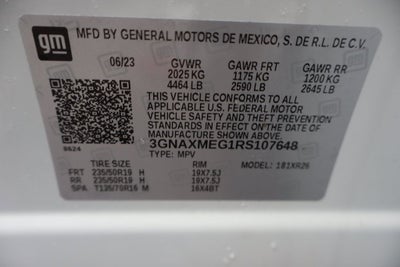 gm
MFD BY GENERAL MOTORS DE MEXICO, S. DE R.L. DE C.V.
06/23 GVWR GAWR FRT GAWR RR
2025 KG 1175 KG 1200 KG
4464 LB 2590 LB 2645 LB
THIS VEHICLE CONFORMS TO ALL APPLICABLE
U.S. FEDERAL MOTOR
VEHICLE SAFETY AND THEFT PREVENTION
STANDARDS IN EFFECT ON THE DATE OF
MANUFACTURE SHOWN ABOVE.
3GNAXMEG1RS107648
TYPE: MPV MODEL: 1B1XR26
8624
TIRE SIZE RIM
FRT 235/50R19 H 19X7.5J
RR 235/50R19 H 19X7.5J
SPA T135/70R16 M 16X4BT